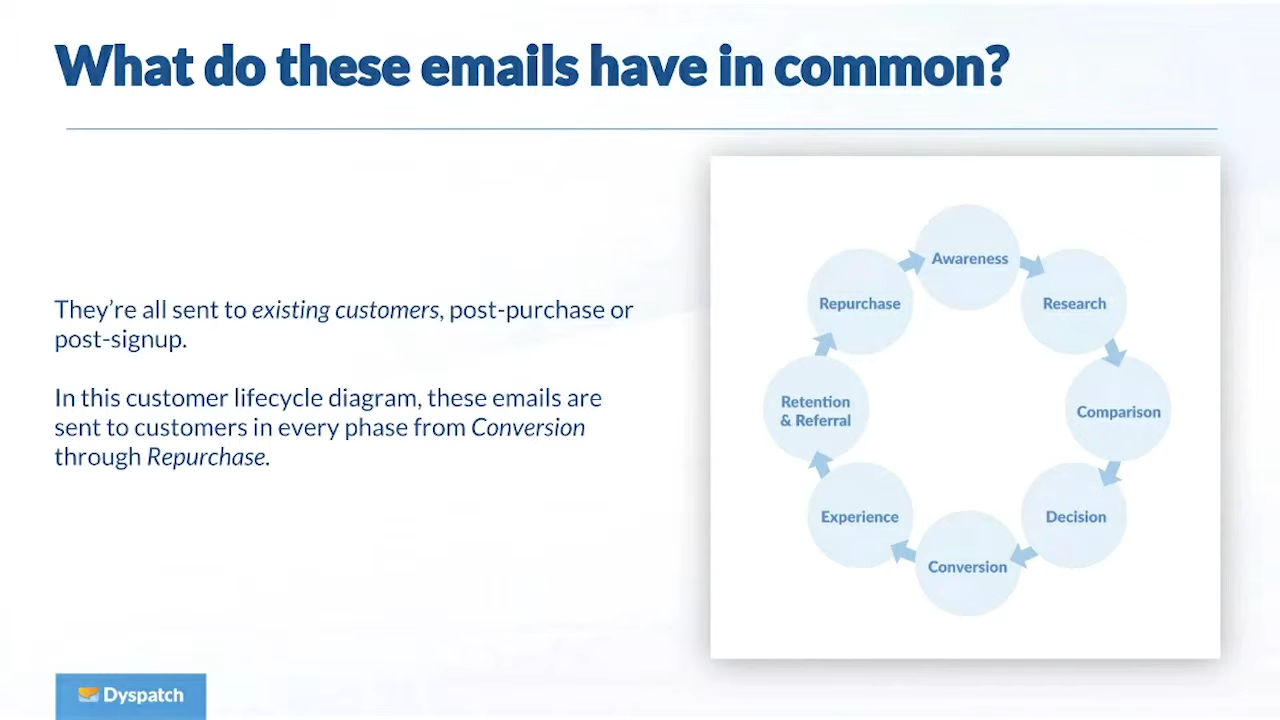 What do these emails have in common?
They’re all sent to existing customers, post-purchase or
post-signup.
In this customer lifecycle diagram, these emails are
sent to customers in every phase from Conversion
through Repurchase.
Awareness
Research
Comparison
Decision
Conversion
Experience
Retention
& Referral
Repurchase
Dyspatch